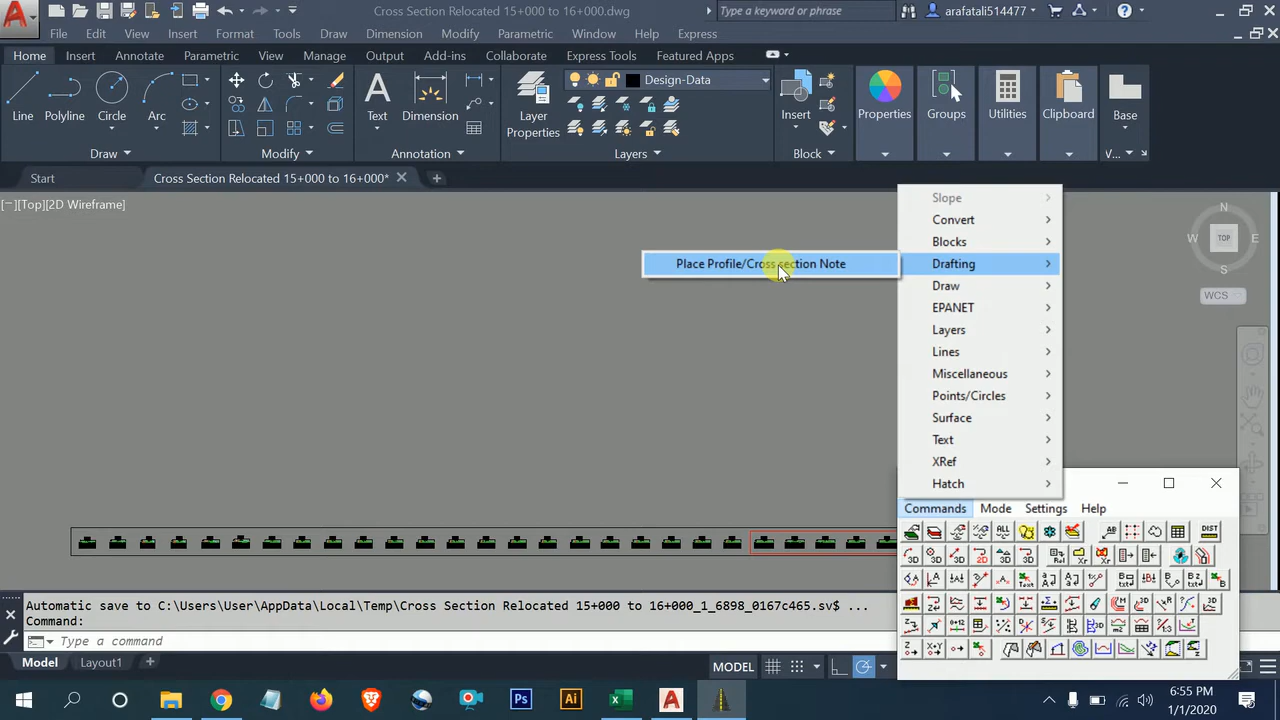 Cross Section Relocated 15+000 to 16+000.dwg
Type a keyword or phrase
arafatali514477
File Edit View Insert Format Tools Draw Dimension Modify Parametric Window Help Express
Home Insert Annotate Parametric View Manage Output Add-ins Collaborate Express Tools Featured Apps
Line Polyline Circle Arc
Text Dimension
Layer
Properties
Design-Data
Insert
Properties
Groups
Utilities
Clipboard
Base
Draw Modify Annotation Layers Block V...
Start Cross Section Relocated 15+000 to 16+000*
[−][Top][2D Wireframe]
N
W TOP E
S
WCS
Slope
Convert
Blocks
Place Profile/Cross section Note
Drafting
Draw
EPANET
Layers
Lines
Miscellaneous
Points/Circles
Surface
Text
XRef
Hatch
Commands Mode Settings Help
Automatic save to C:\Users\User\AppData\Local\Temp\Cross Section Relocated 15+000 to 16+000_1_6898_0167c465.sv$ ...
Command:
Type a command
Model Layout1
MODEL
6:55 PM
1/1/2020